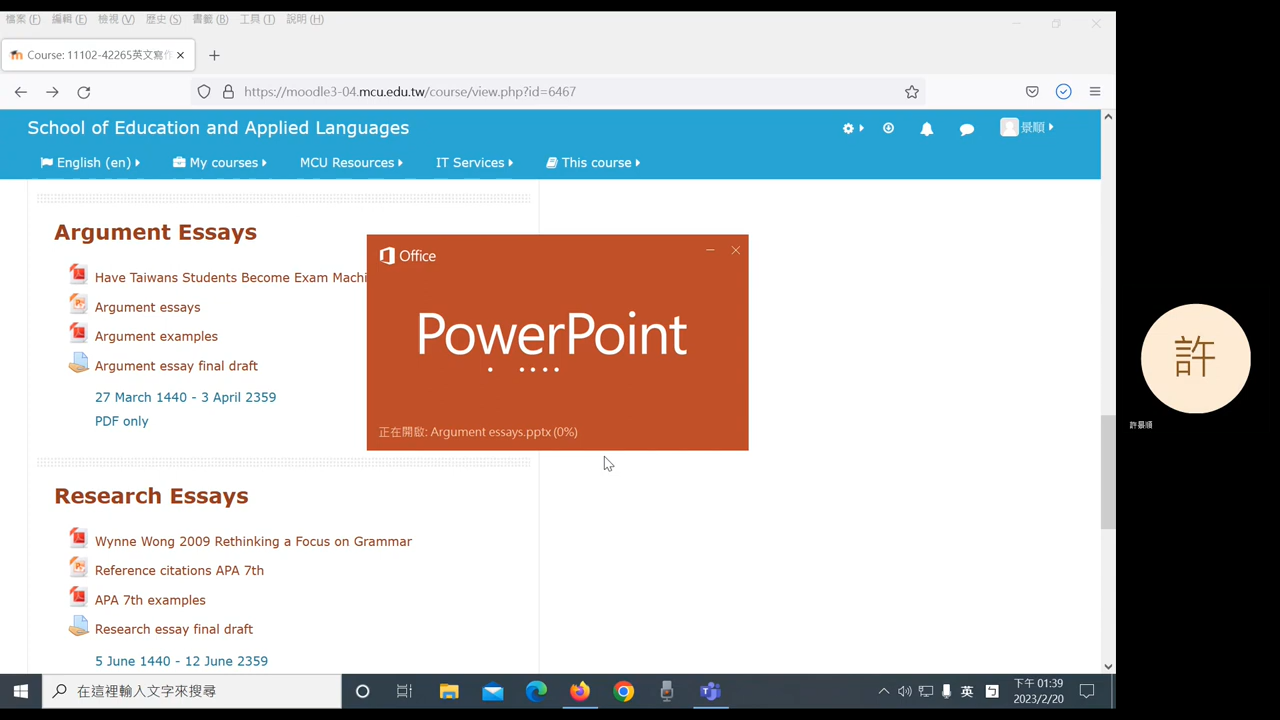 檔案 (F) 編輯 (E) 檢視 (V) 歷史 (S) 書籤 (B) 工具 (T) 說明 (H)
Course: 11102-42265英文寫作
https://moodle3-04.mcu.edu.tw/course/view.php?id=6467
School of Education and Applied Languages
景順
English (en) My courses MCU Resources IT Services This course
Argument Essays
Have Taiwans Students Become Exam Machi
Argument essays
Argument examples
Argument essay final draft
27 March 1440 - 3 April 2359
PDF only
Office
PowerPoint
正在開啟: Argument essays.pptx (0%)
Research Essays
Wynne Wong 2009 Rethinking a Focus on Grammar
Reference citations APA 7th
APA 7th examples
Research essay final draft
5 June 1440 - 12 June 2359
許
許景順
在這裡輸入文字來搜尋
英
下午 01:39
2023/2/20